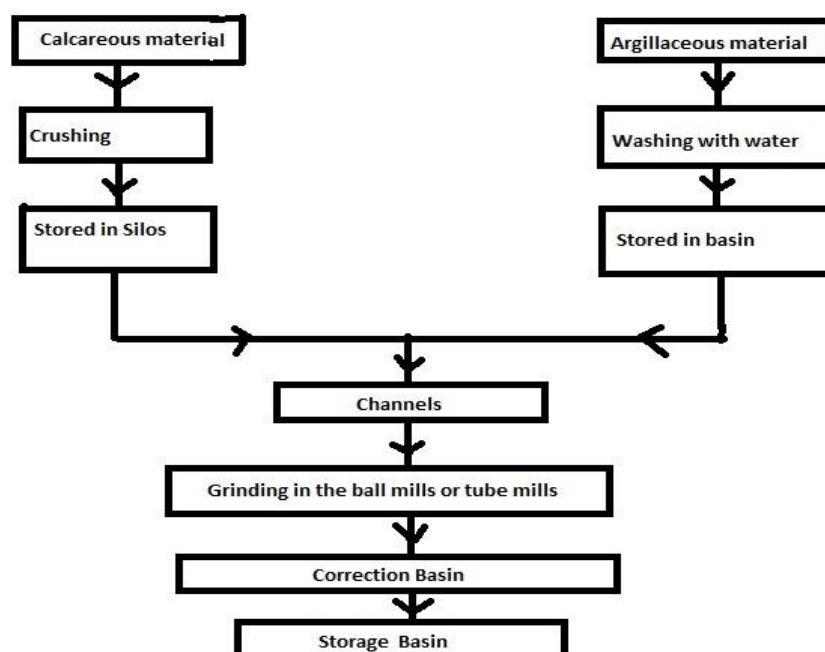 Calcareous material
Argillaceous material
Crushing
Washing with water
Stored in Silos
Stored in basin
Channels
Grinding in the ball mills or tube mills
Correction Basin
Storage Basin